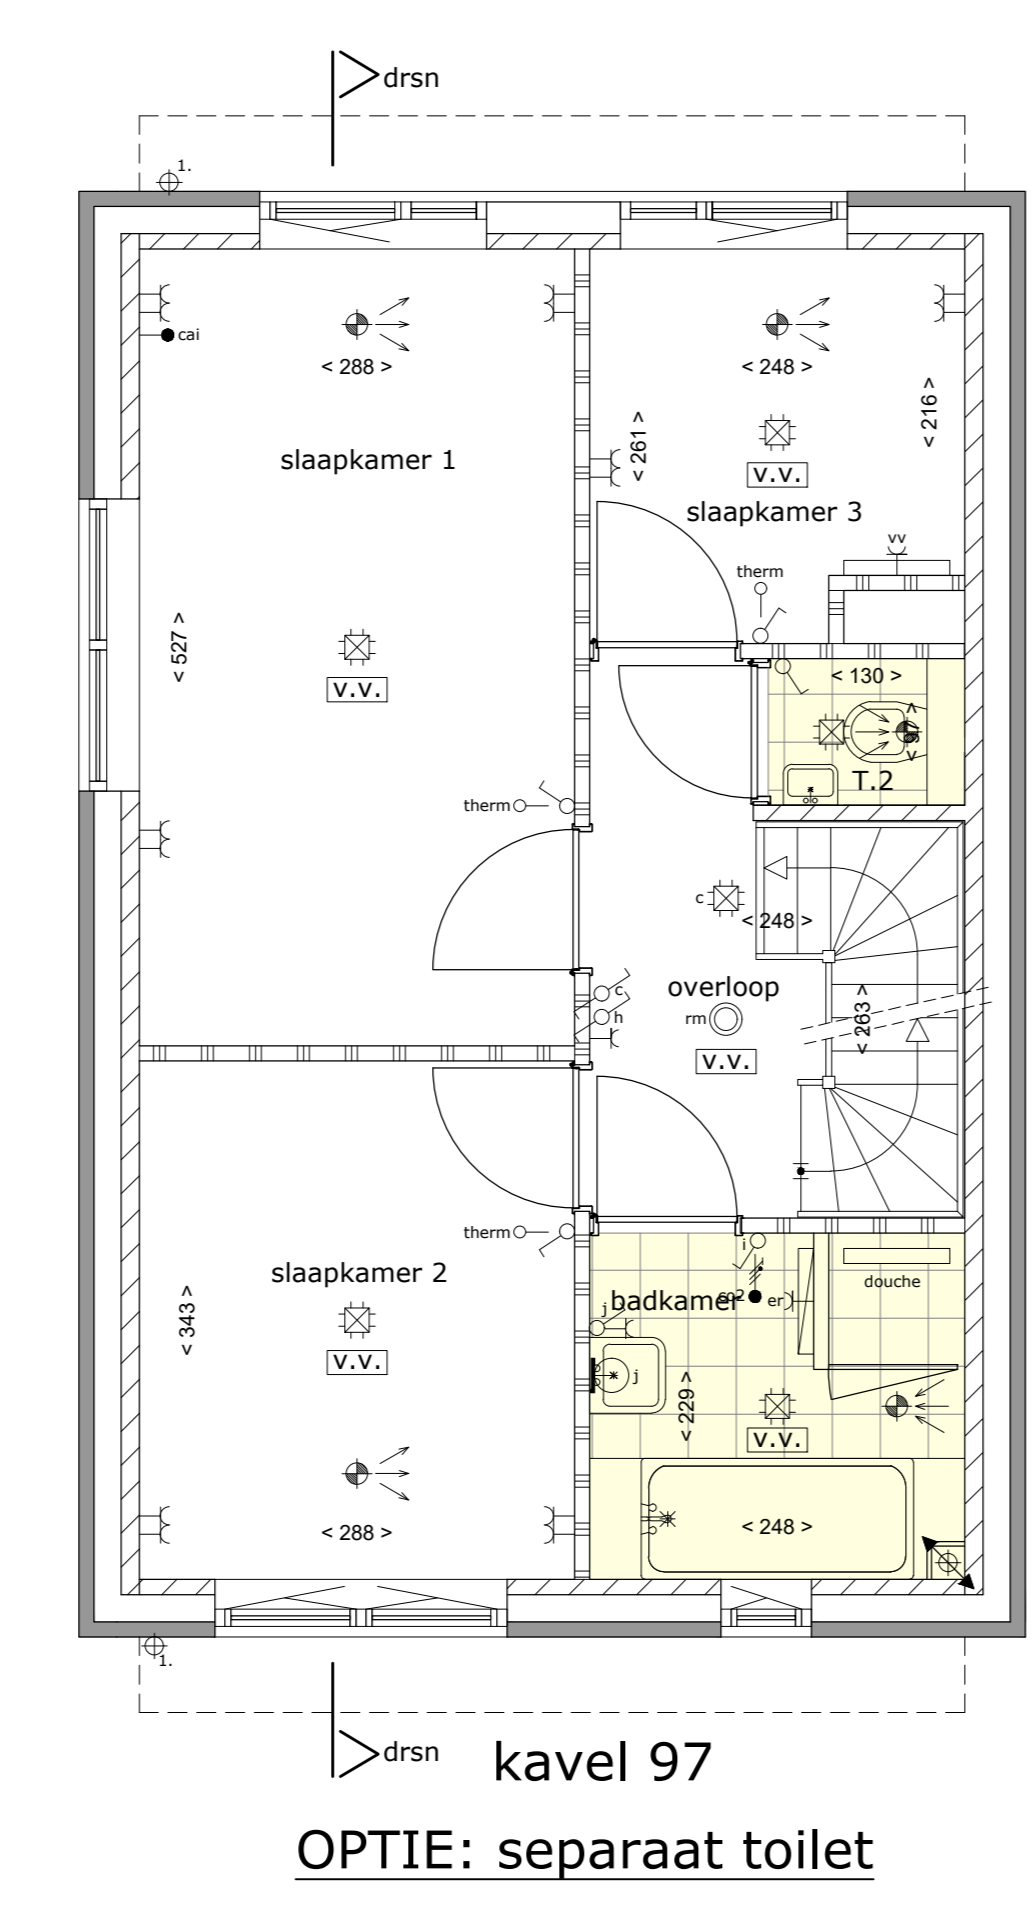 drsn
1.
cai
< 288 >
< 248 >
< 216 >
< 261 >
slaapkamer 1
v.v.
slaapkamer 3
vv
therm
< 527 >
v.v.
< 130 >
< 97 >
T.2
therm
c
< 248 >
overloop
c
h
rm
< 263 >
v.v.
therm
i
douche
slaapkamer 2
co2
er
badkamer
j
< 343 >
v.v.
j
< 229 >
v.v.
< 288 >
< 248 >
1.
drsn
kavel 97
OPTIE: separaat toilet